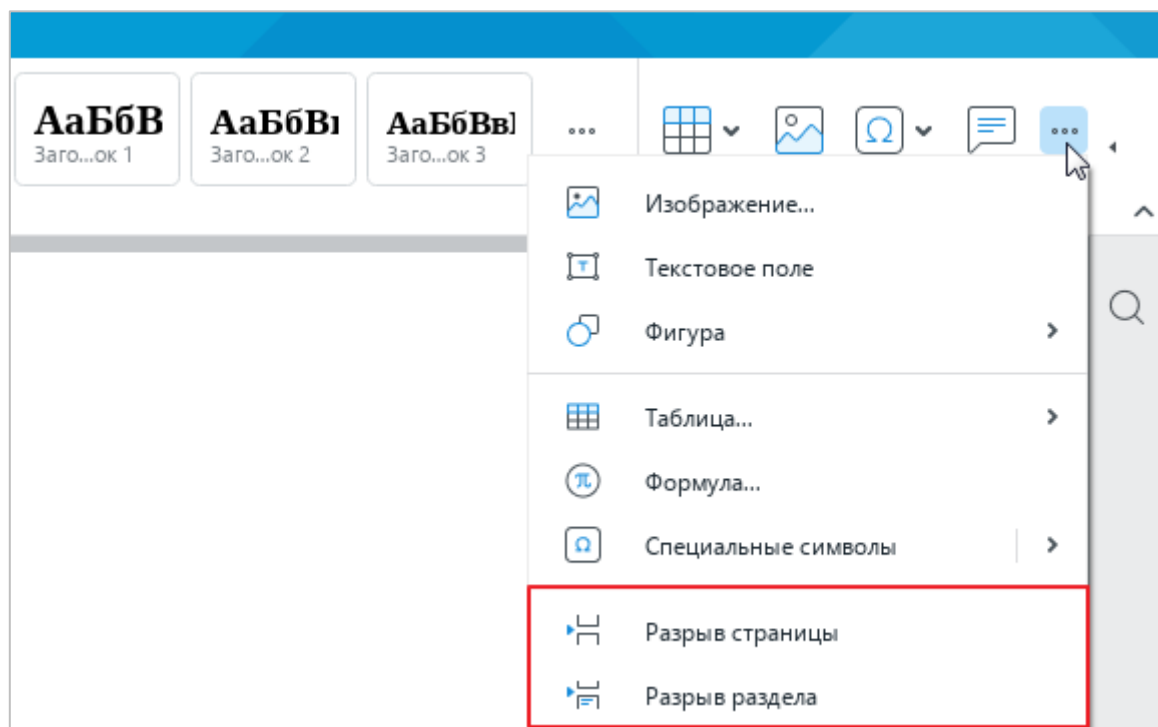 АаБбВ
Заго...ок 1
АаБбВı
Заго...ок 2
АаБбВвІ
Заго...ок 3
Изображение...
Текстовое поле
Фигура
Таблица...
Формула...
Специальные символы
Разрыв страницы
Разрыв раздела